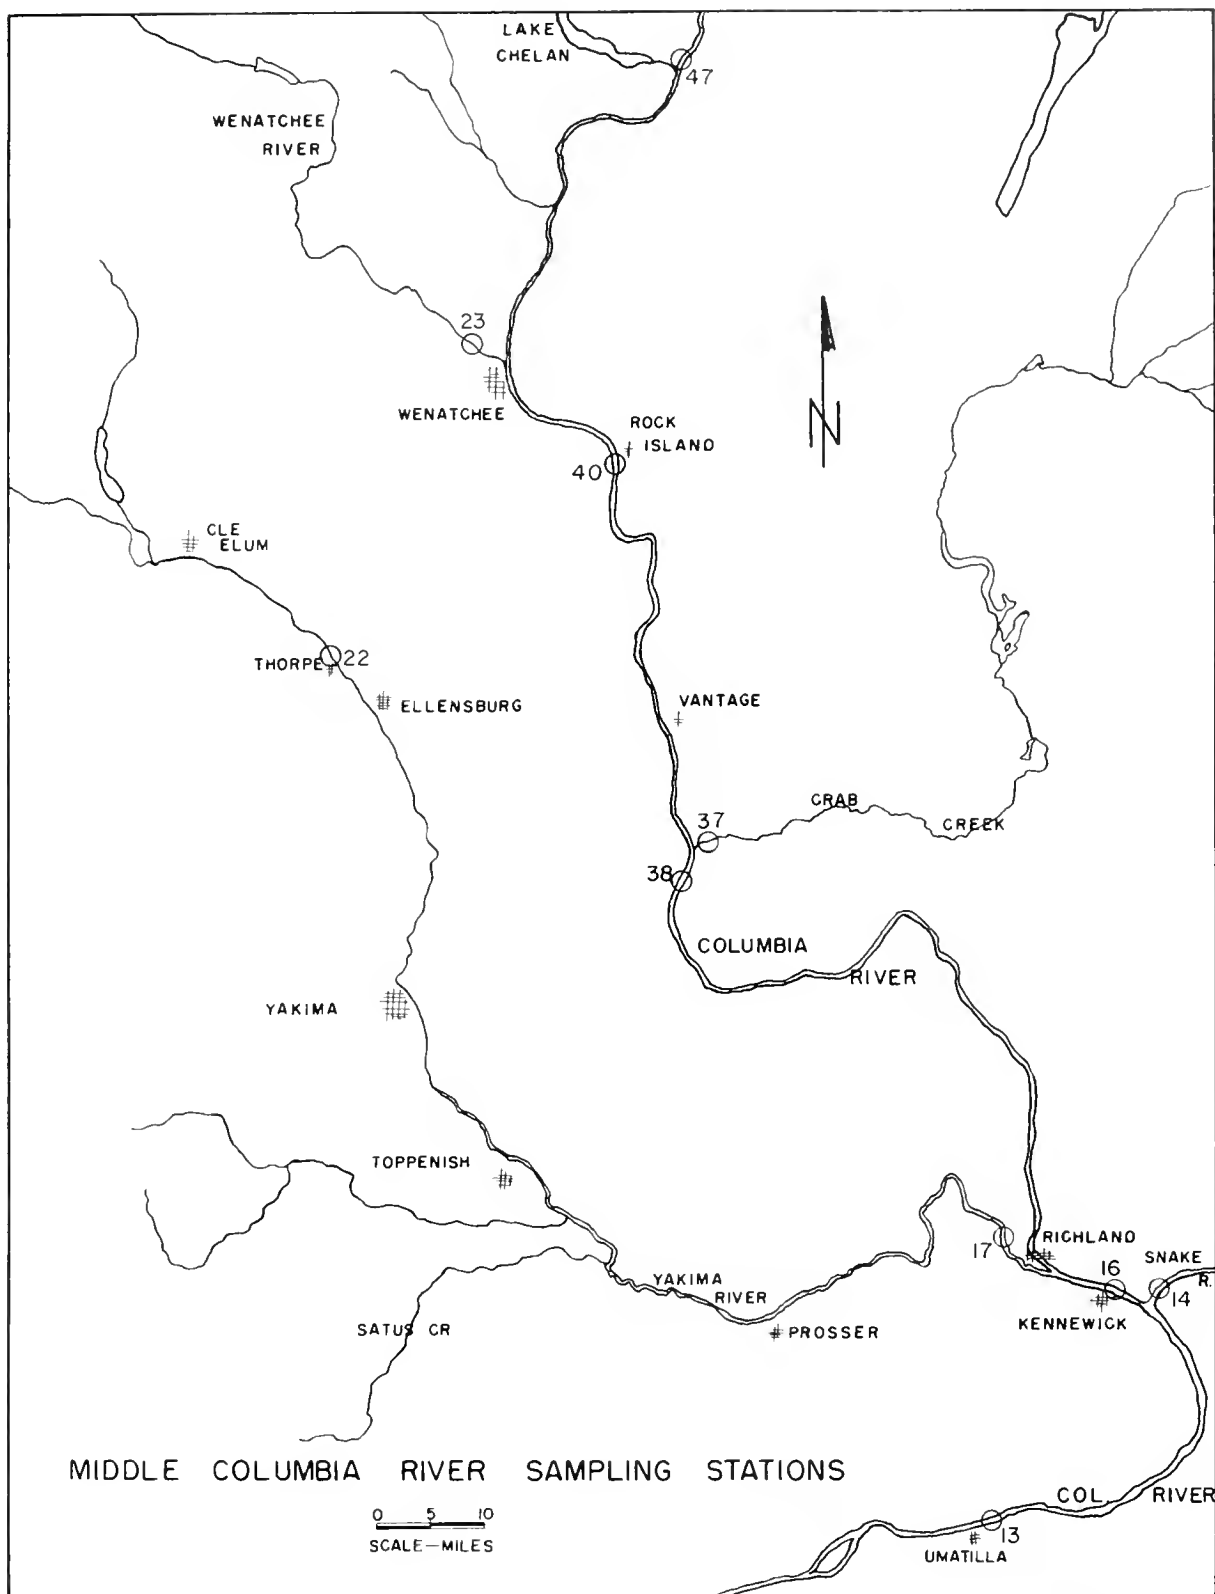 LAKE
CHELAN
47
WENATCHEE
RIVER
23
WENATCHEE
ROCK
ISLAND
40
N
CLE
ELUM
THORPE
22
ELLENSBURG
VANTAGE
CRAB
CREEK
37
38
COLUMBIA
RIVER
YAKIMA
TOPPENISH
17
RICHLAND
SNAKE
R.
16
14
KENNEWICK
YAKIMA
RIVER
SATUS CR
PROSSER
MIDDLE COLUMBIA RIVER SAMPLING STATIONS
0 5 10
SCALE—MILES
COL. RIVER
13
UMATILLA